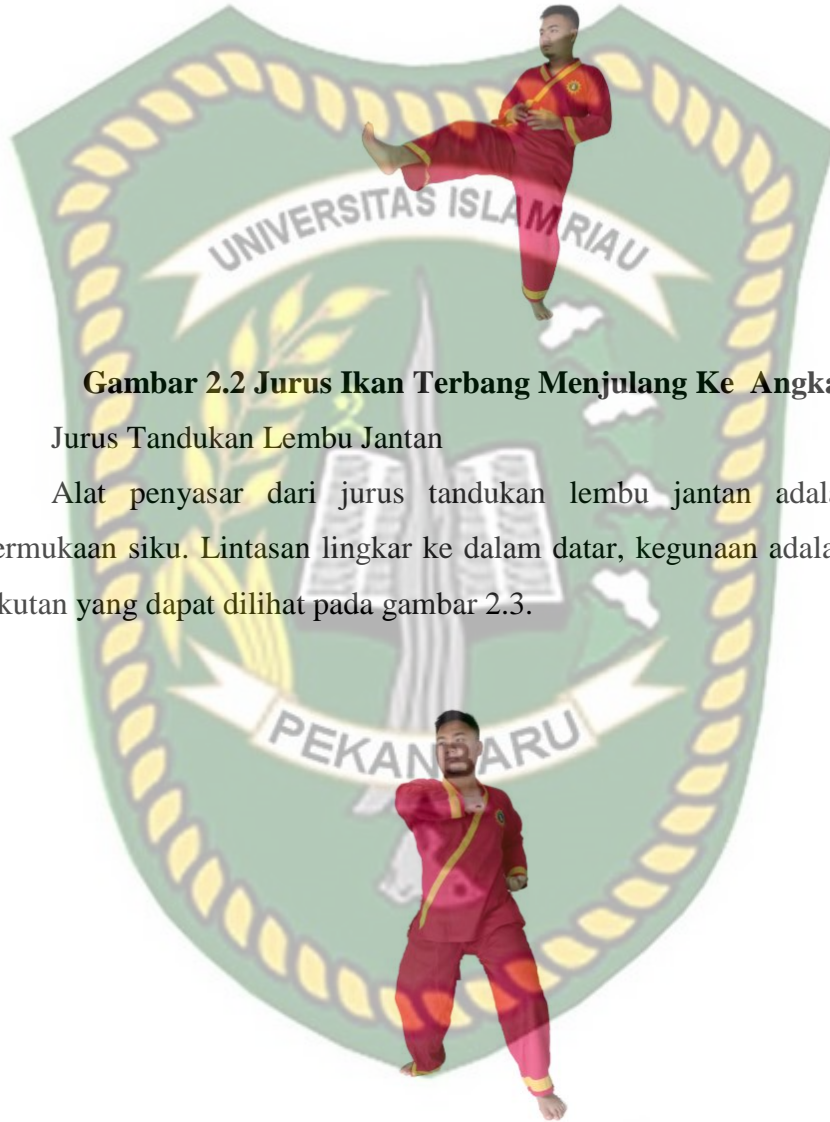 UNIVERSITAS ISLAM RIAU
Gambar 2.2 Jurus Ikan Terbang Menjulang Ke Angka
Jurus Tandukan Lembu Jantan
Alat penyasar dari jurus tandukan lembu jantan adala
ermukaan siku. Lintasan lingkar ke dalam datar, kegunaan adala
kutan yang dapat dilihat pada gambar 2.3.
PEKANBARU